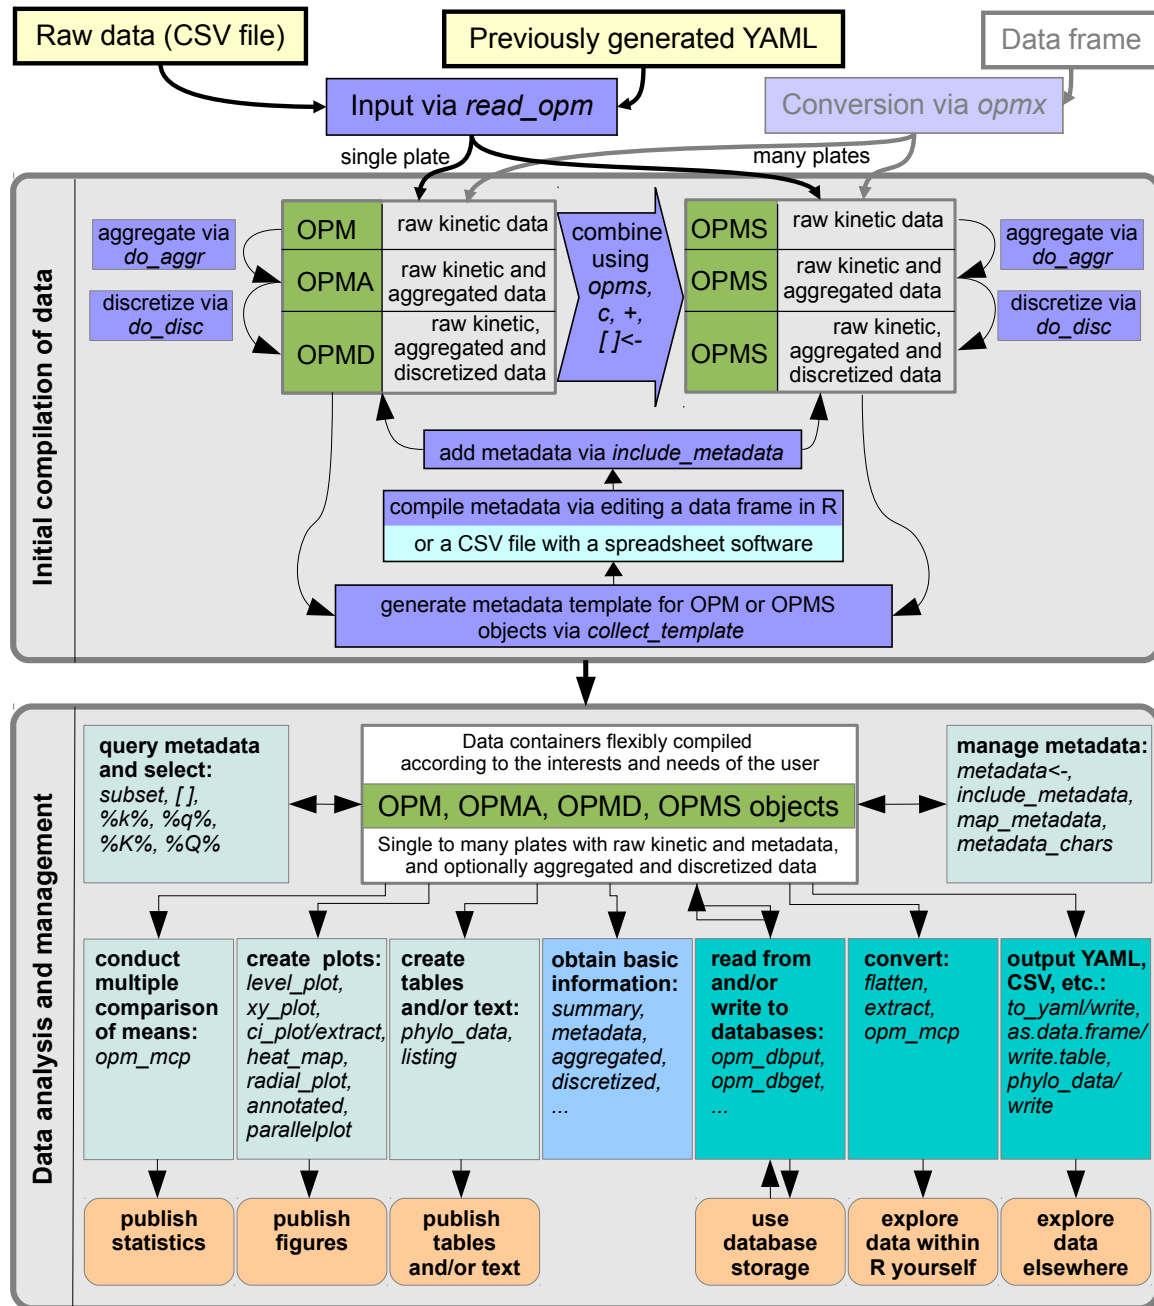 Raw data (CSV file)
Previously generated YAML
Data frame
Input via read_opm
Conversion via opmx
single plate
many plates
Initial compilation of data
aggregate via
do_aggr
discretize via
do_disc
OPM
raw kinetic data
OPMA
raw kinetic and
aggregated data
OPMD
raw kinetic,
aggregated and
discretized data
combine
using
opms,
c, +,
[ ]<-
OPMS
raw kinetic data
OPMS
raw kinetic and
aggregated data
OPMS
raw kinetic,
aggregated and
discretized data
aggregate via
do_aggr
discretize via
do_disc
add metadata via include_metadata
compile metadata via editing a data frame in R
or a CSV file with a spreadsheet software
generate metadata template for OPM or OPMS
objects via collect_template
Data analysis and management
query metadata
and select:
subset, [ ],
%k%, %q%,
%K%, %Q%
Data containers flexibly compiled
according to the interests and needs of the user
OPM, OPMA, OPMD, OPMS objects
Single to many plates with raw kinetic and metadata,
and optionally aggregated and discretized data
manage metadata:
metadata<-,
include_metadata,
map_metadata,
metadata_chars
conduct
multiple
comparison
of means:
opm_mcp
create plots:
level_plot,
xy_plot,
ci_plot/extract,
heat_map,
radial_plot,
annotated,
parallelplot
create
tables
and/or text:
phylo_data,
listing
obtain basic
information:
summary,
metadata,
aggregated,
discretized,
...
read from
and/or
write to
databases:
opm_dbput,
opm_dbget,
...
convert:
flatten,
extract,
opm_mcp
output YAML,
CSV, etc.:
to_yaml/write,
as.data.frame/
write.table,
phylo_data/
write
publish
statistics
publish
figures
publish
tables
and/or text
use
database
storage
explore
data within
R yourself
explore
data
elsewhere